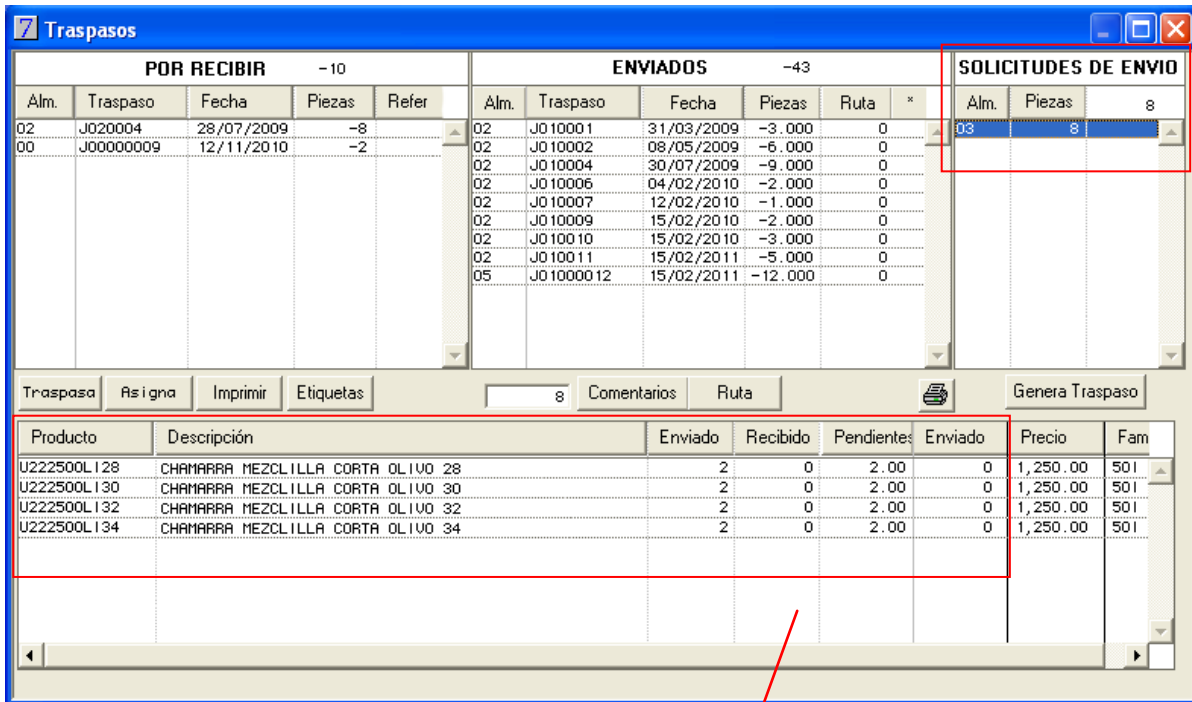 7 Traspasos
POR RECIBIR -10 ENVIADOS -43 SOLICITUDES DE ENVIO
Alm. Traspaso Fecha Piezas Refer Alm. Traspaso Fecha Piezas Ruta * Alm. Piezas 8
02 J020004 28/07/2009 -8 02 J010001 31/03/2009 -3.000 0 03 8
00 J00000009 12/11/2010 -2 02 J010002 08/05/2009 -6.000 0
02 J010004 30/07/2009 -9.000 0
02 J010006 04/02/2010 -2.000 0
02 J010007 12/02/2010 -1.000 0
02 J010009 15/02/2010 -2.000 0
02 J010010 15/02/2010 -3.000 0
02 J010011 15/02/2011 -5.000 0
05 J01000012 15/02/2011 -12.000 0
Traspasa Asigna Imprimir Etiquetas 8 Comentarios Ruta Genera Traspaso
Producto Descripción Enviado Recibido Pendientes Enviado Precio Fam
U222500LI28 CHAMARRA MEZCLILLA CORTA OLIVO 28 2 0 2.00 0 1,250.00 501
U222500LI30 CHAMARRA MEZCLILLA CORTA OLIVO 30 2 0 2.00 0 1,250.00 501
U222500LI32 CHAMARRA MEZCLILLA CORTA OLIVO 32 2 0 2.00 0 1,250.00 501
U222500LI34 CHAMARRA MEZCLILLA CORTA OLIVO 34 2 0 2.00 0 1,250.00 501